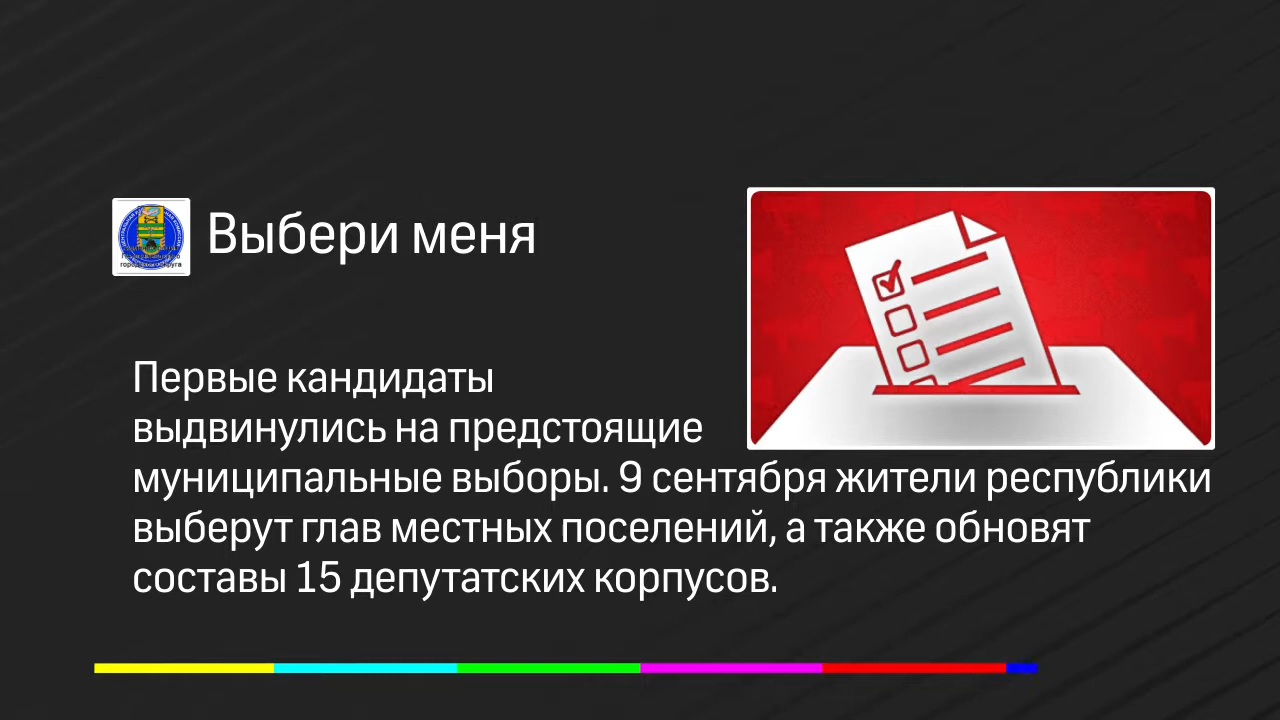 Выбери меня
Первые кандидаты
выдвинулись на предстоящие
муниципальные выборы. 9 сентября жители республики
выберут глав местных поселений, а также обновят
составы 15 депутатских корпусов.